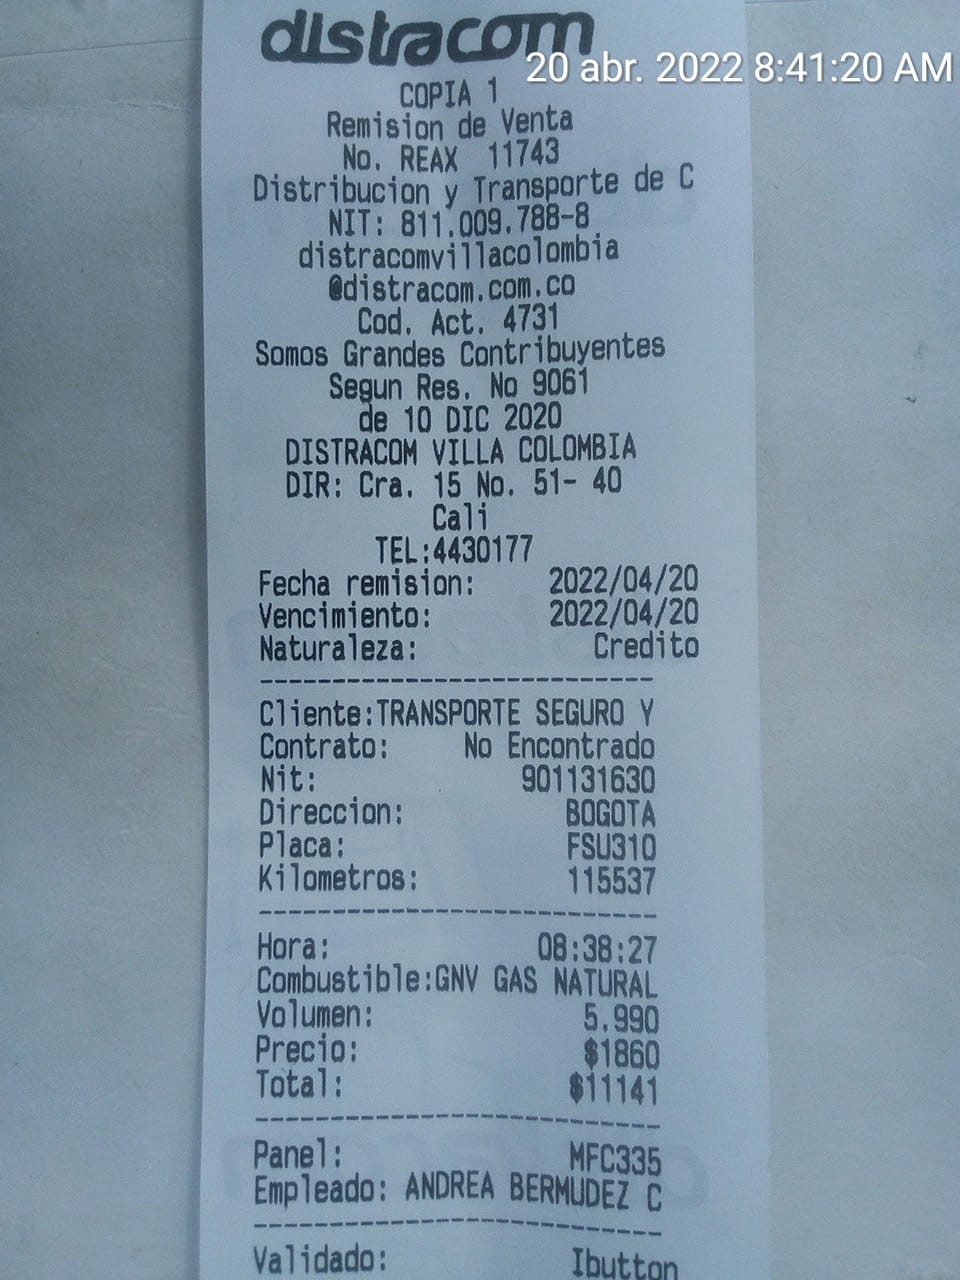 distracom
20 abr. 2022 8:41:20 AM
COPIA 1
Remision de Venta
No. REAX 11743
Distribucion y Transporte de C
NIT: 811.009.788-8
distracomvillacolombia
@distracom.com.co
Cod. Act. 4731
Somos Grandes Contribuyentes
Segun Res. No 9061
de 10 DIC 2020
DISTRACOM VILLA COLOMBIA
DIR: Cra. 15 No. 51- 40
Cali
TEL:4430177
Fecha remision: 2022/04/20
Vencimiento: 2022/04/20
Naturaleza: Credito
Cliente:TRANSPORTE SEGURO Y
Contrato: No Encontrado
Nit: 901131630
Direccion: BOGOTA
Placa: FSU310
Kilometros: 115537
Hora: 08:38:27
Combustible:GNV GAS NATURAL
Volumen: 5.990
Precio: $1860
Total: $11141
Panel: MFC335
Empleado: ANDREA BERMUDEZ C
Validado: Ibutton